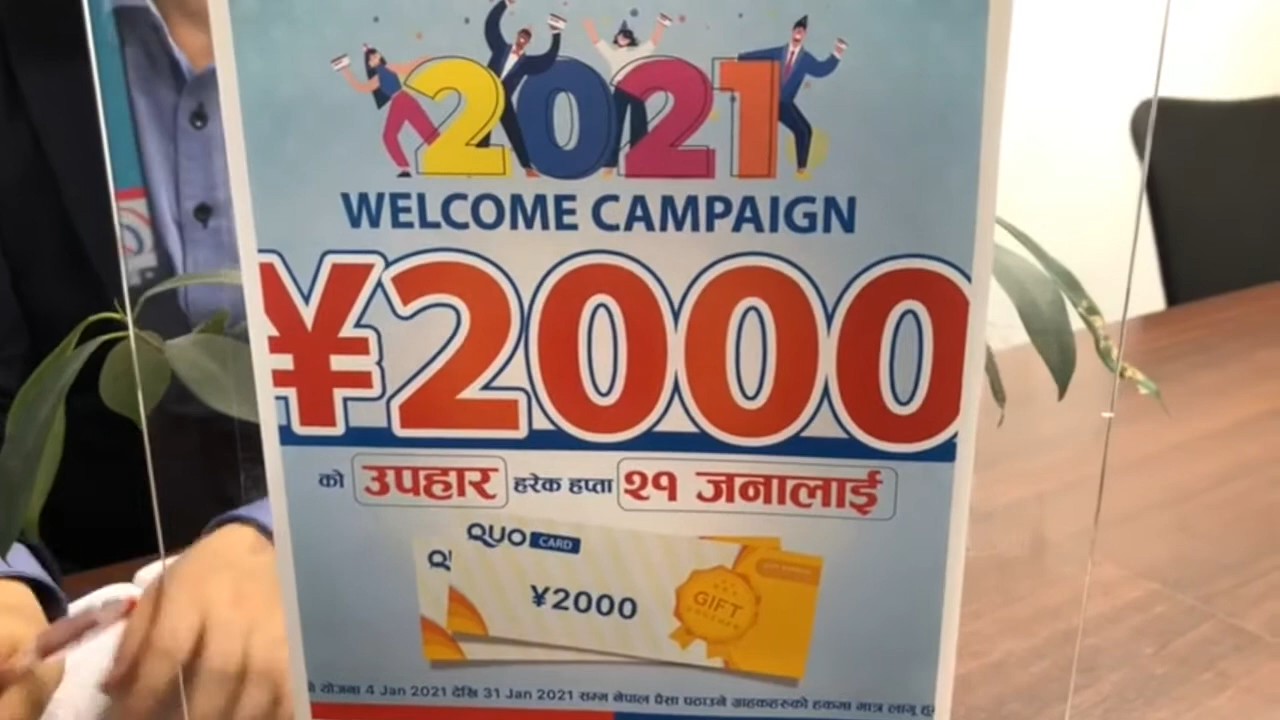 2021
WELCOME CAMPAIGN
¥2000
को उपहार हरेक हप्ता २१ जनालाई
QUO CARD
¥2000
GIFT
VOUCHER
योजना 4 Jan 2021 देखि 31 Jan 2021 सम्म नेपाल पैसा पठाउने ग्राहकहरुको हकमा मात्र लागू